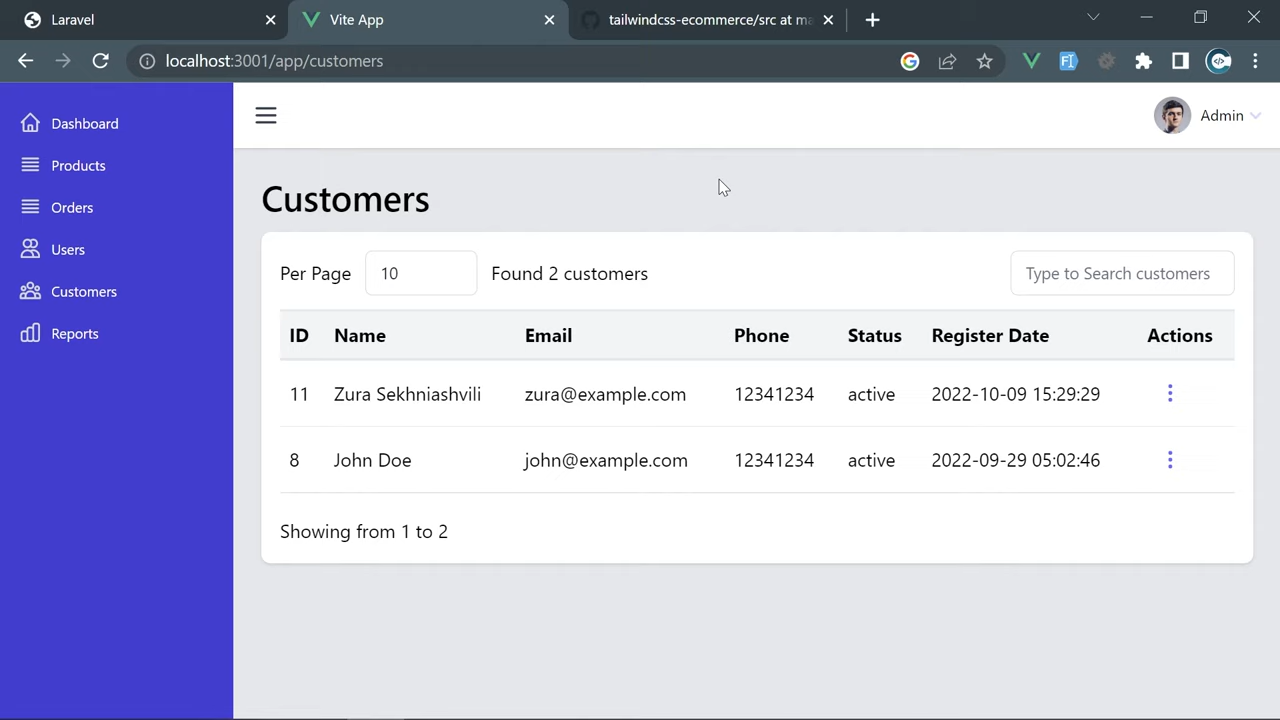 Laravel
Vite App
tailwindcss-ecommerce/src at ma
localhost:3001/app/customers
Dashboard
Products
Orders
Users
Customers
Reports
Admin
Customers
Per Page 10 Found 2 customers Type to Search customers
ID Name Email Phone Status Register Date Actions
11 Zura Sekhniashvili zura@example.com 12341234 active 2022-10-09 15:29:29
8 John Doe john@example.com 12341234 active 2022-09-29 05:02:46
Showing from 1 to 2